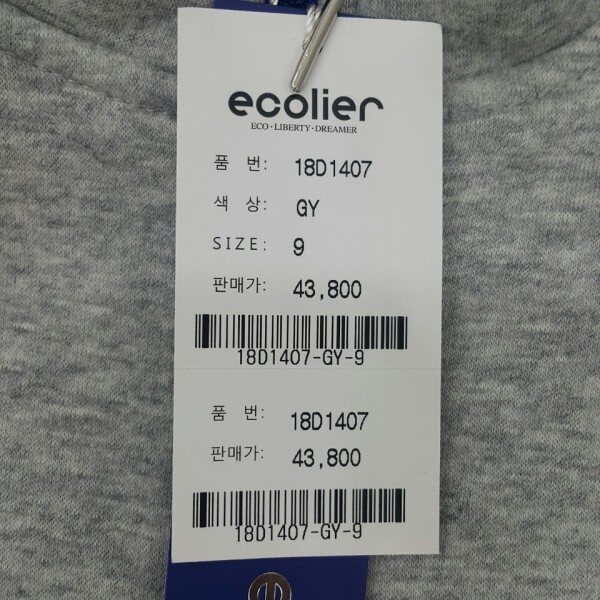 ecolier
ECO·LIBERTY·DREAMER
품 번: 18D1407
색 상: GY
SIZE: 9
판매가: 43,800
18D1407-GY-9
품 번: 18D1407
판매가: 43,800
18D1407-GY-9